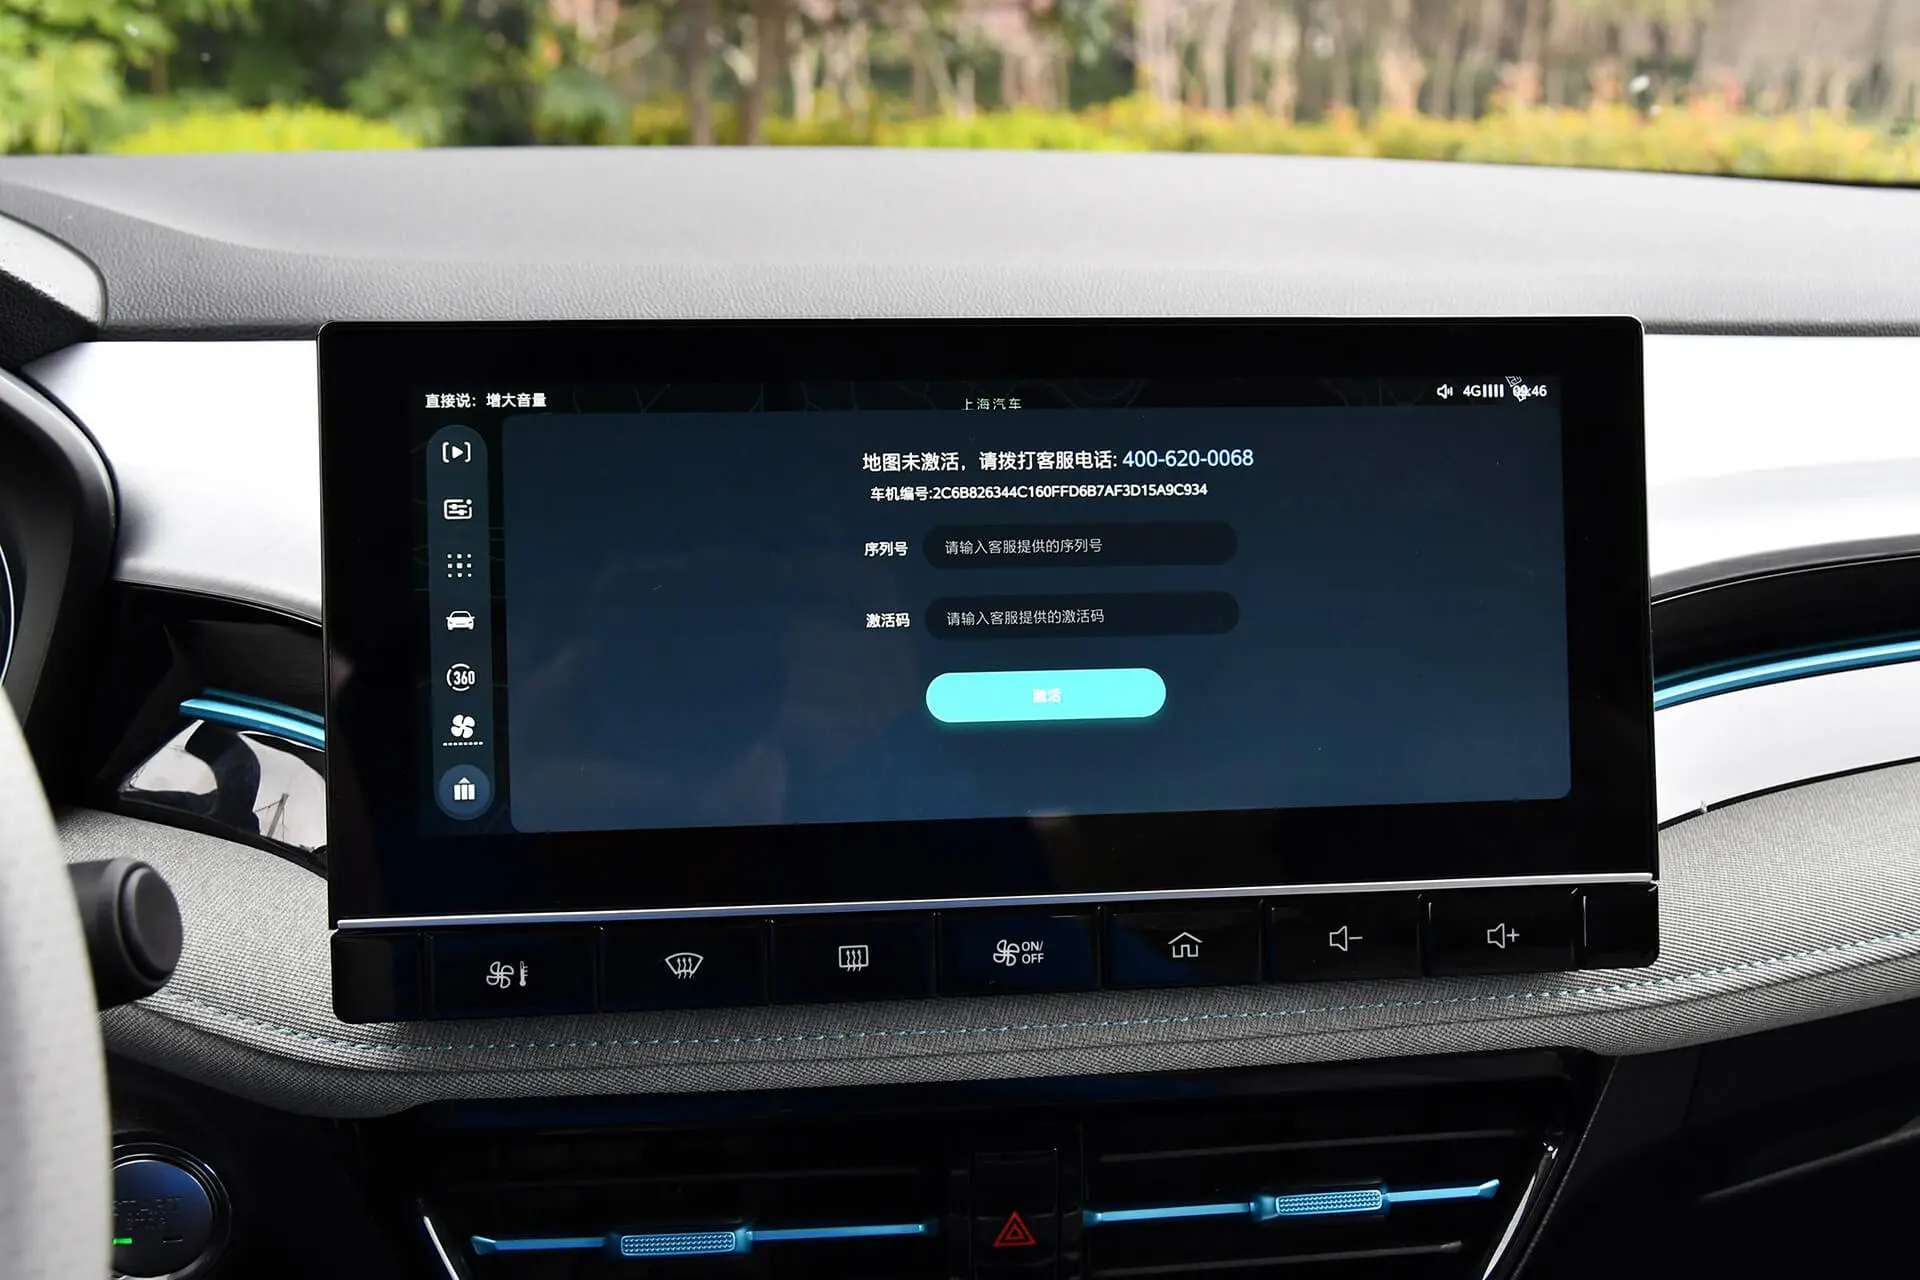 直接说：增大音量
上海汽车
4G
09:46
地图未激活，请拨打客服电话: 400-620-0068
车机编号:2C6B826344C160FFD6B7AF3D15A9C934
序列号
请输入客服提供的序列号
激活码
请输入客服提供的激活码
激活
360
ON/
OFF